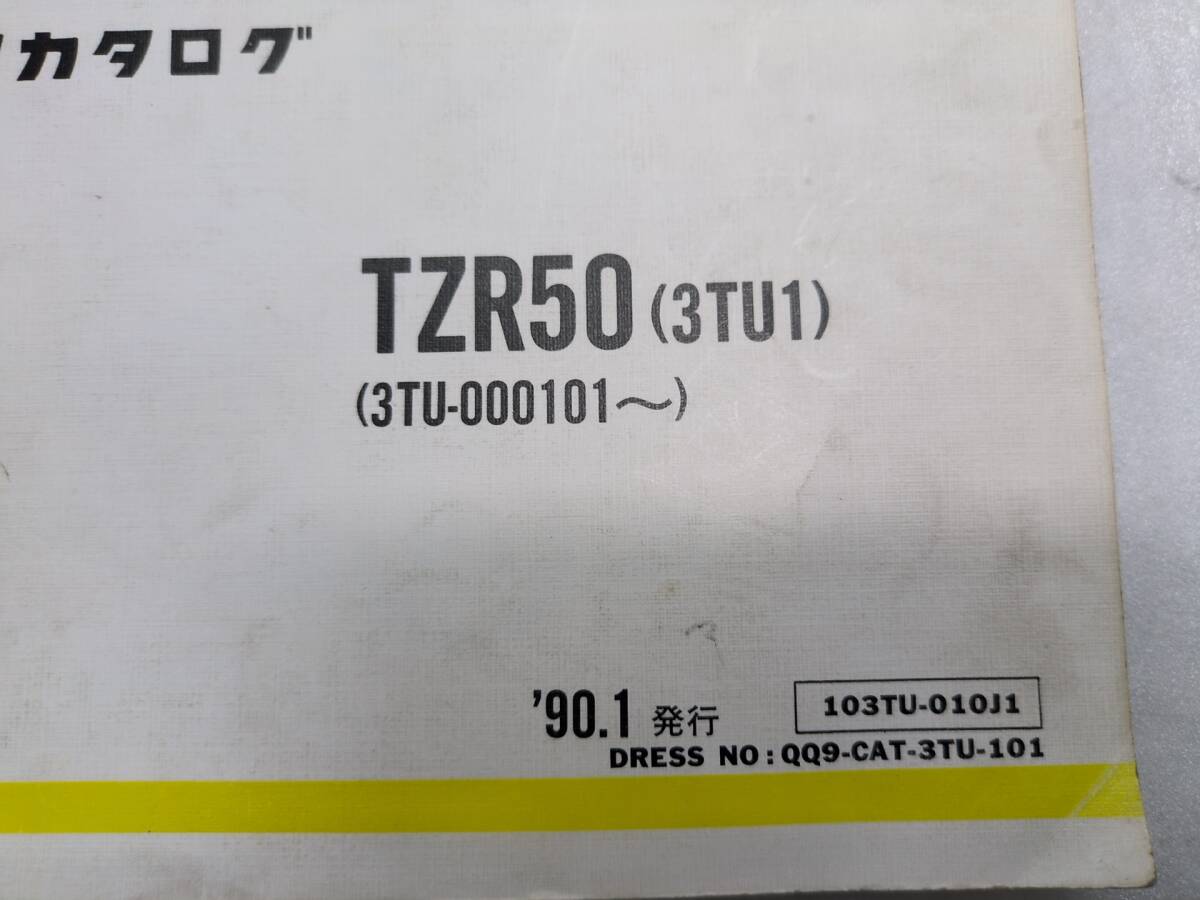 カタログ
TZR50 (3TU1)
(3TU-000101～)
'90.1 発行 103TU-010J1
DRESS NO : QQ9-CAT-3TU-101